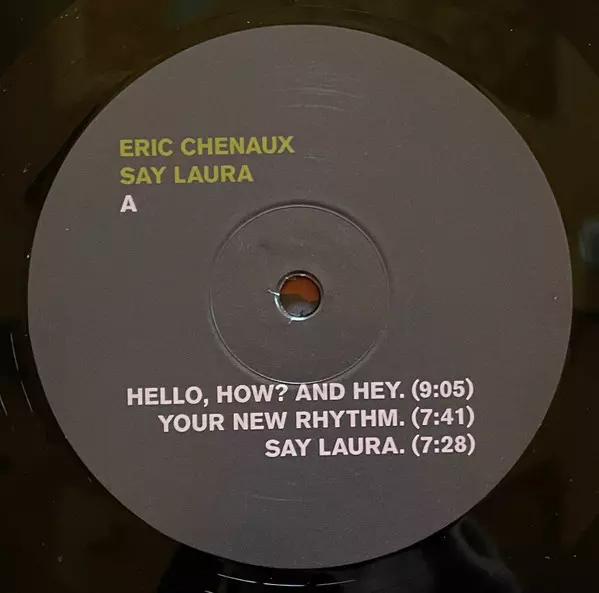 ERIC CHENAUX
SAY LAURA
A
HELLO, HOW? AND HEY. (9:05)
YOUR NEW RHYTHM. (7:41)
SAY LAURA. (7:28)